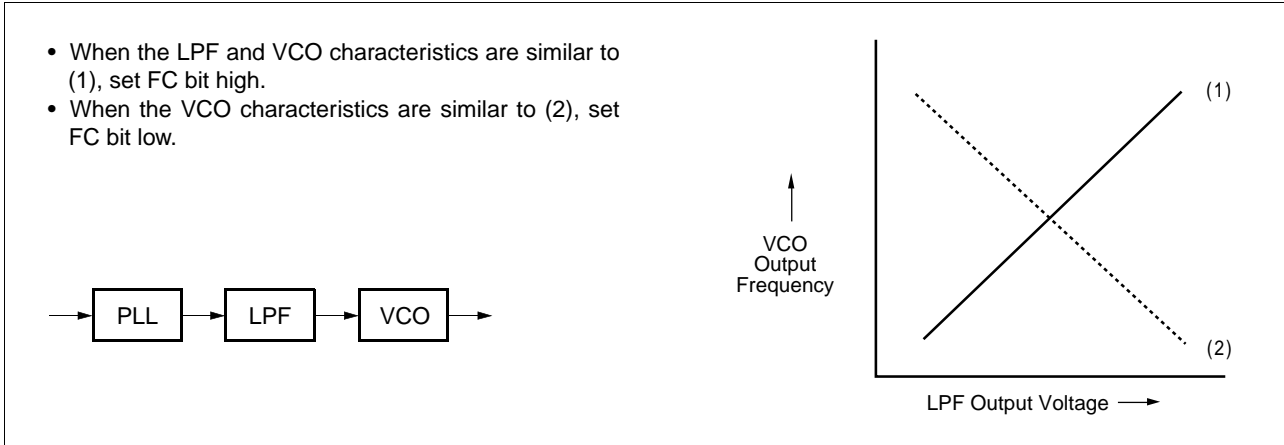 • When the LPF and VCO characteristics are similar to
(1), set FC bit high.
• When the VCO characteristics are similar to (2), set
FC bit low.
PLL
LPF
VCO
VCO
Output
Frequency
(1)
(2)
LPF Output Voltage